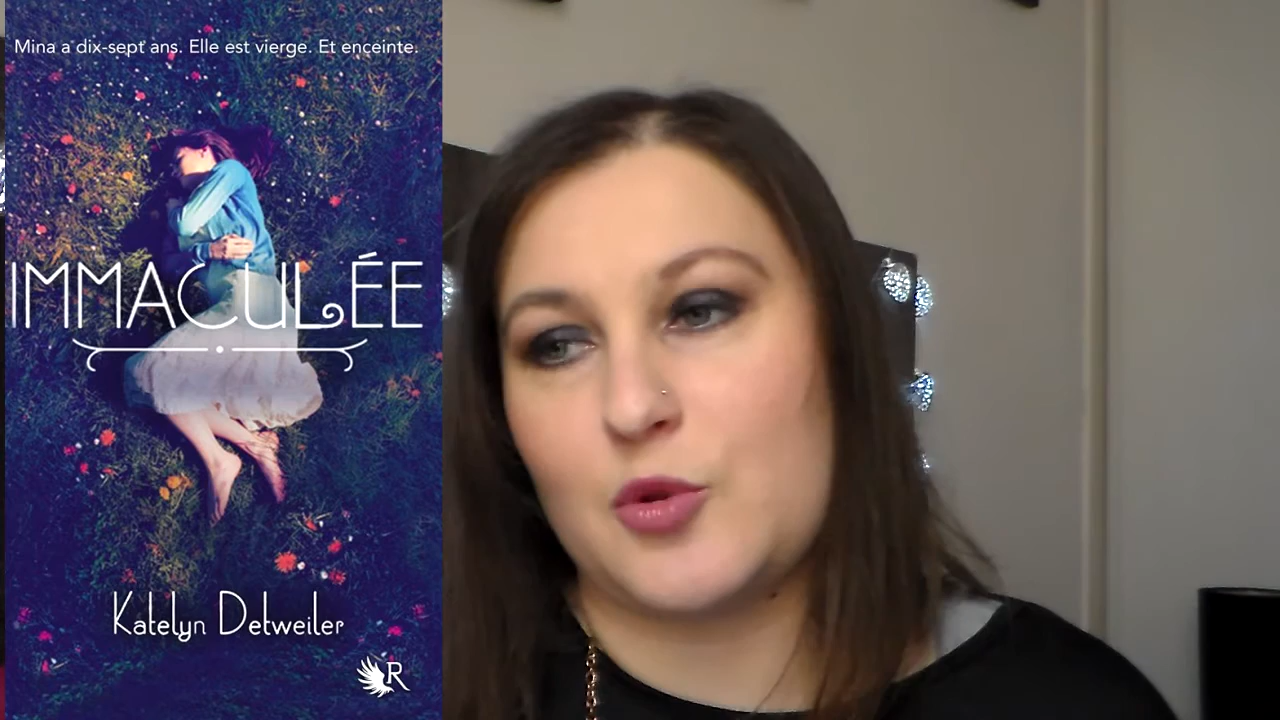 Mina a dix-sept ans. Elle est vierge. Et enceinte.
IMMACULÉE
Katelyn Detweiler
R